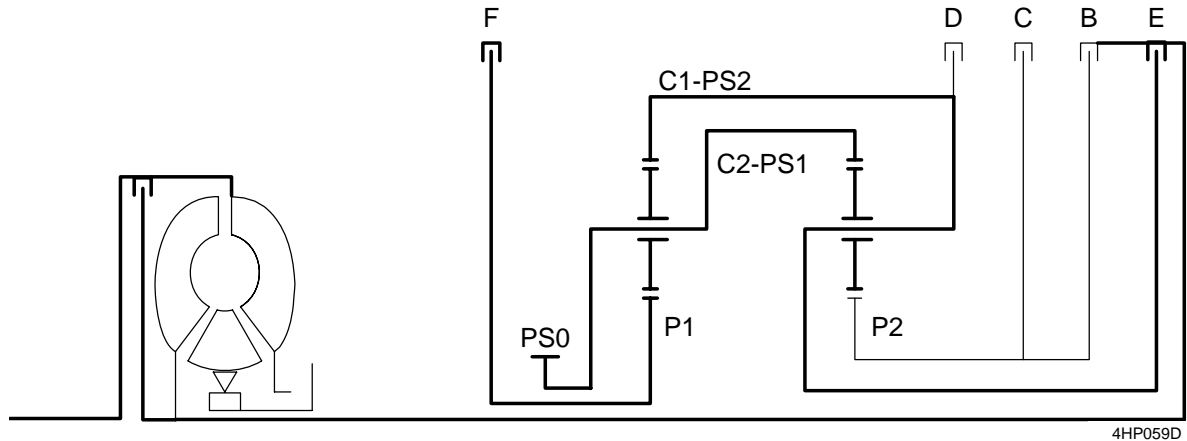 F D C B E
C1-PS2
C2-PS1
PS0 P1 P2
4HP059D